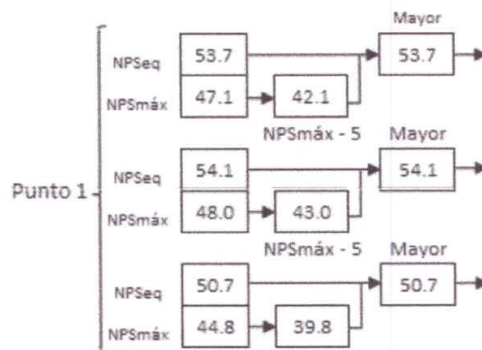 Mayor
NPSeq 53.7 53.7
NPSmáx 47.1 42.1
NPSmáx - 5 Mayor
NPSeq 54.1 54.1
Punto 1
NPSmáx 48.0 43.0
NPSmáx - 5 Mayor
NPSeq 50.7 50.7
NPSmáx 44.8 39.8